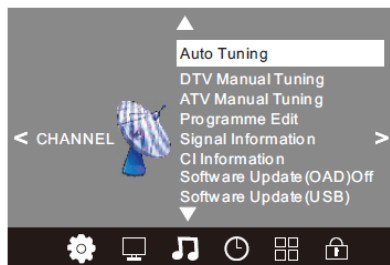 Auto Tuning
DTV Manual Tuning
ATV Manual Tuning
Programme Edit
< CHANNEL
Signal Information
>
CI Information
Software Update(OAD)Off
Software Update(USB)